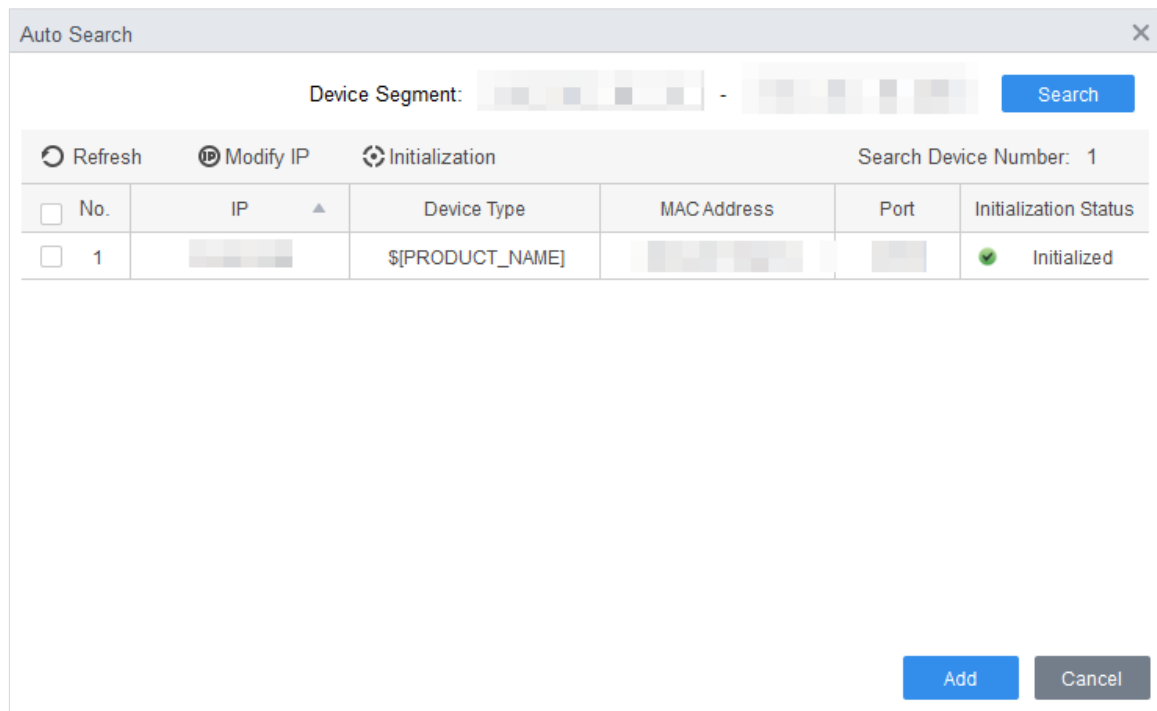 Auto Search
Device Segment: - Search
Refresh Modify IP Initialization Search Device Number: 1
No. IP Device Type MAC Address Port Initialization Status
1 $[PRODUCT_NAME] Initialized
Add Cancel